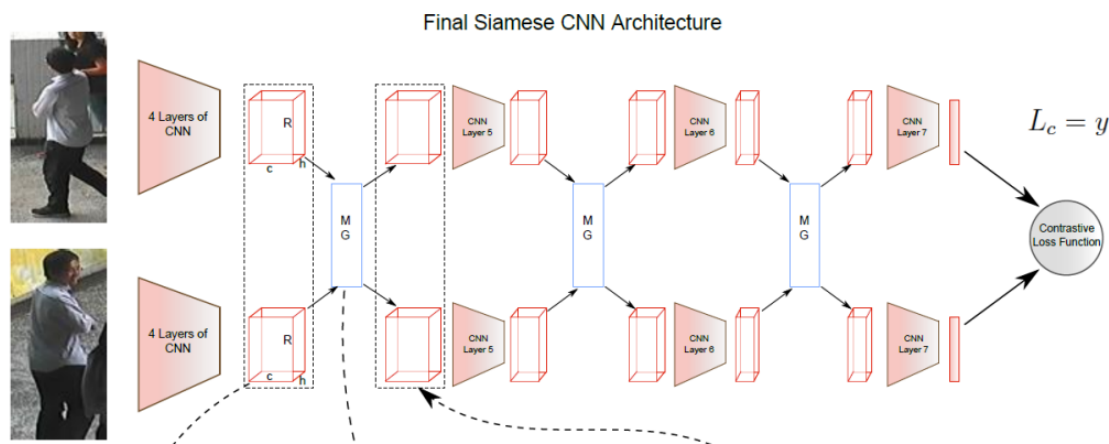 Final Siamese CNN Architecture
4 Layers of
CNN
R
c
h
M
G
CNN
Layer 5
M
G
CNN
Layer 6
M
G
CNN
Layer 7
L_c = y
Contrastive
Loss Function
4 Layers of
CNN
R
c
h
CNN
Layer 5
CNN
Layer 6
CNN
Layer 7